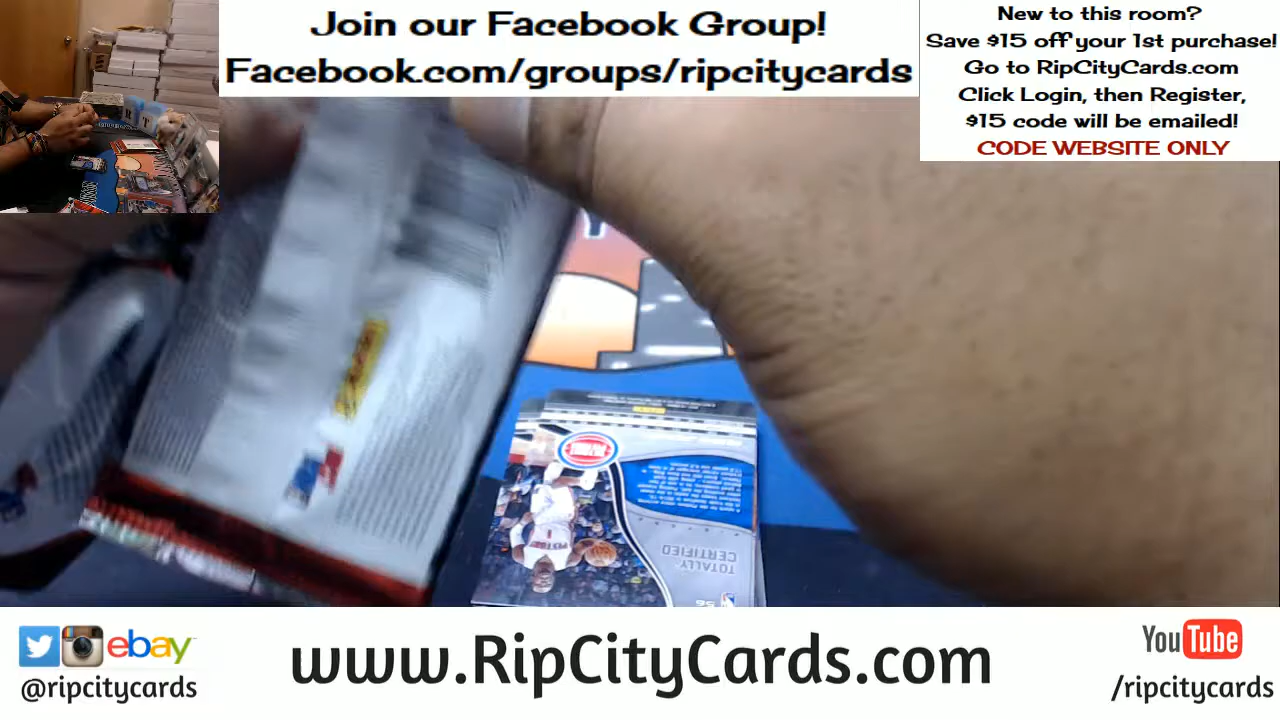 Join our Facebook Group!
Facebook.com/groups/ripcitycards
New to this room?
Save $15 off your 1st purchase!
Go to RipCityCards.com
Click Login, then Register,
$15 code will be emailed!
CODE WEBSITE ONLY
TOTALLY
CERTIFIED
56
ebay
@ripcitycards
www.RipCityCards.com
YouTube
/ripcitycards